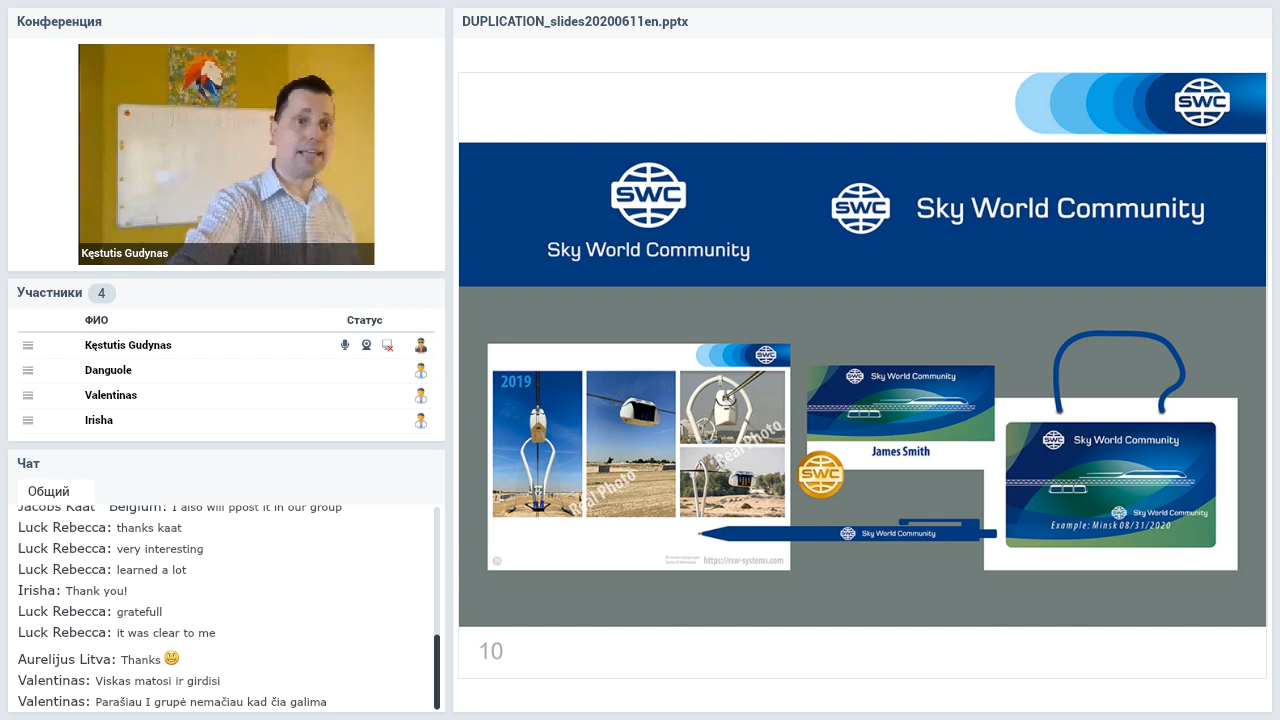 Конференция
Kęstutis Gudynas
Участники 4
ФИО Статус
Kęstutis Gudynas
Danguole
Valentinas
Irisha
Чат
Общий
Jacobs Kaat Belgium: I also will ppost it in our group
Luck Rebecca: thanks kaat
Luck Rebecca: very interesting
Luck Rebecca: learned a lot
Irisha: Thank you!
Luck Rebecca: gratefull
Luck Rebecca: it was clear to me
Aurelijus Litva: Thanks
Valentinas: Viskas matosi ir girdisi
Valentinas: Parašiau I grupė nemačiau kad čia galima
DUPLICATION_slides20200611en.pptx
SWC
SWC
Sky World Community
SWC Sky World Community
SWC
2019
Real Photo
Real Photo
https://rsw-systems.com
SWC Sky World Community
James Smith
SWC
SWC Sky World Community
SWC Sky World Community
SWC Sky World Community
Example: Minsk 08/31/2020
10